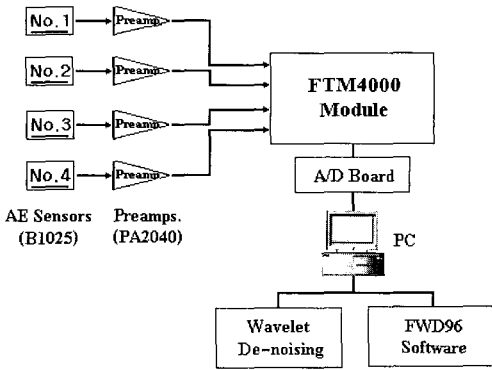 No.1
Preamp.
No.2
Preamp.
No.3
Preamp.
No.4
Preamp.
FTM4000
Module
A/D Board
AE Sensors
(B1025)
Preamps.
(PA2040)
PC
Wavelet
De-noising
FWD96
Software